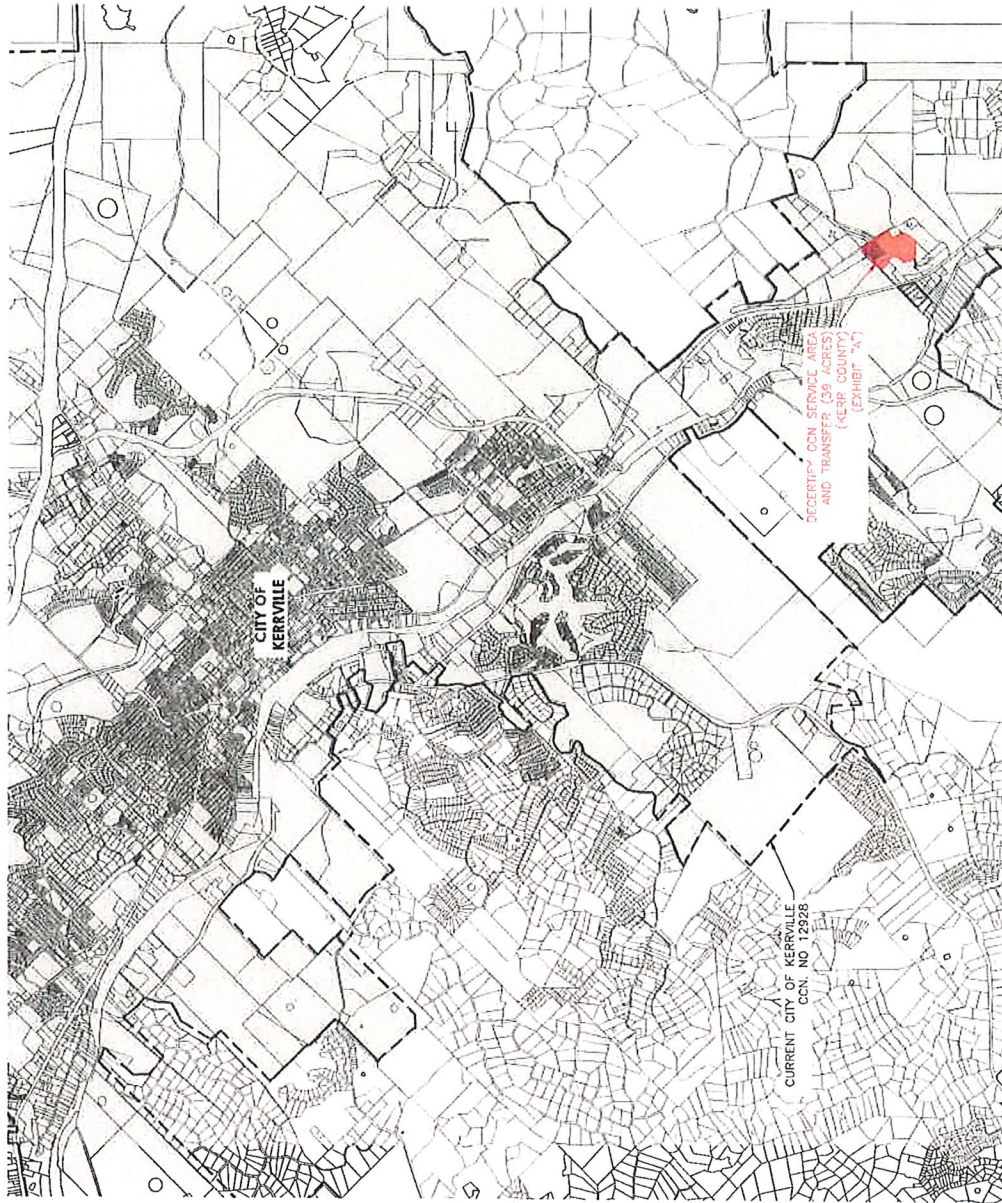 CITY OF
KERRVILLE
DECERTIFY CCN SERVICE AREA
AND TRANSFER (39 ACRES)
(KERR COUNTY)
(EXHIBIT "A")
CURRENT CITY OF KERRVILLE
CCN. NO 12928